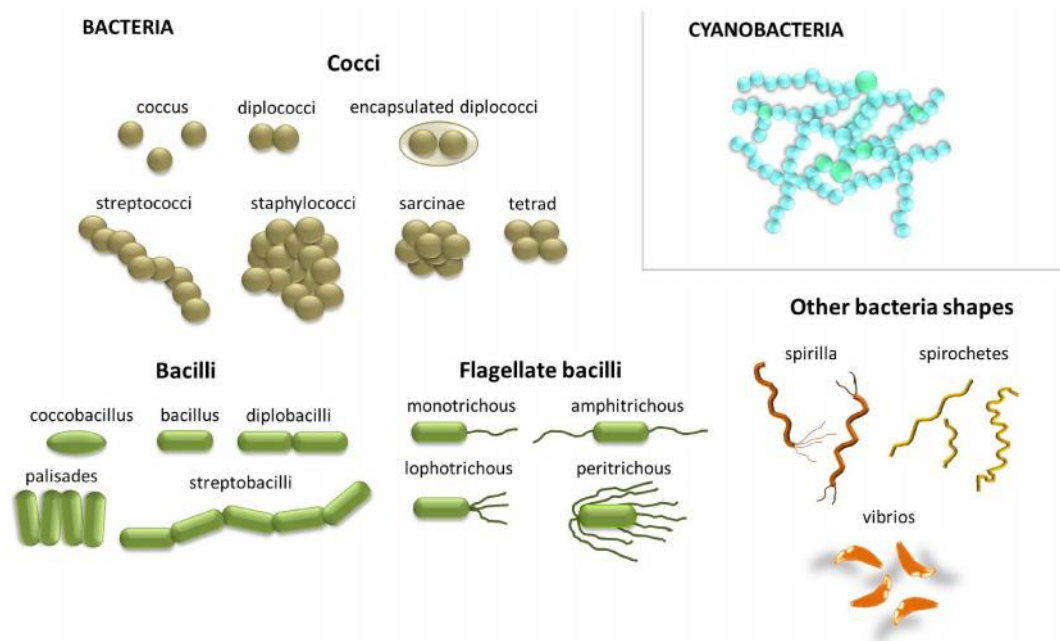 BACTERIA
Cocci
coccus diplococci encapsulated diplococci
streptococci staphylococci sarcinae tetrad
CYANOBACTERIA
Bacilli
coccobacillus bacillus diplobacilli
palisades streptobacilli
Flagellate bacilli
monotrichous amphitrichous
lophotrichous peritrichous
Other bacteria shapes
spirilla spirochetes
vibrios